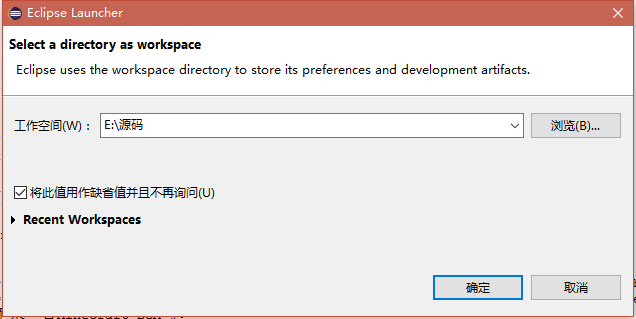 Eclipse Launcher
Select a directory as workspace
Eclipse uses the workspace directory to store its preferences and development artifacts.
工作空间(W)： E:\源码 浏览(B)...
将此值用作缺省值并且不再询问(U)
Recent Workspaces
确定 取消